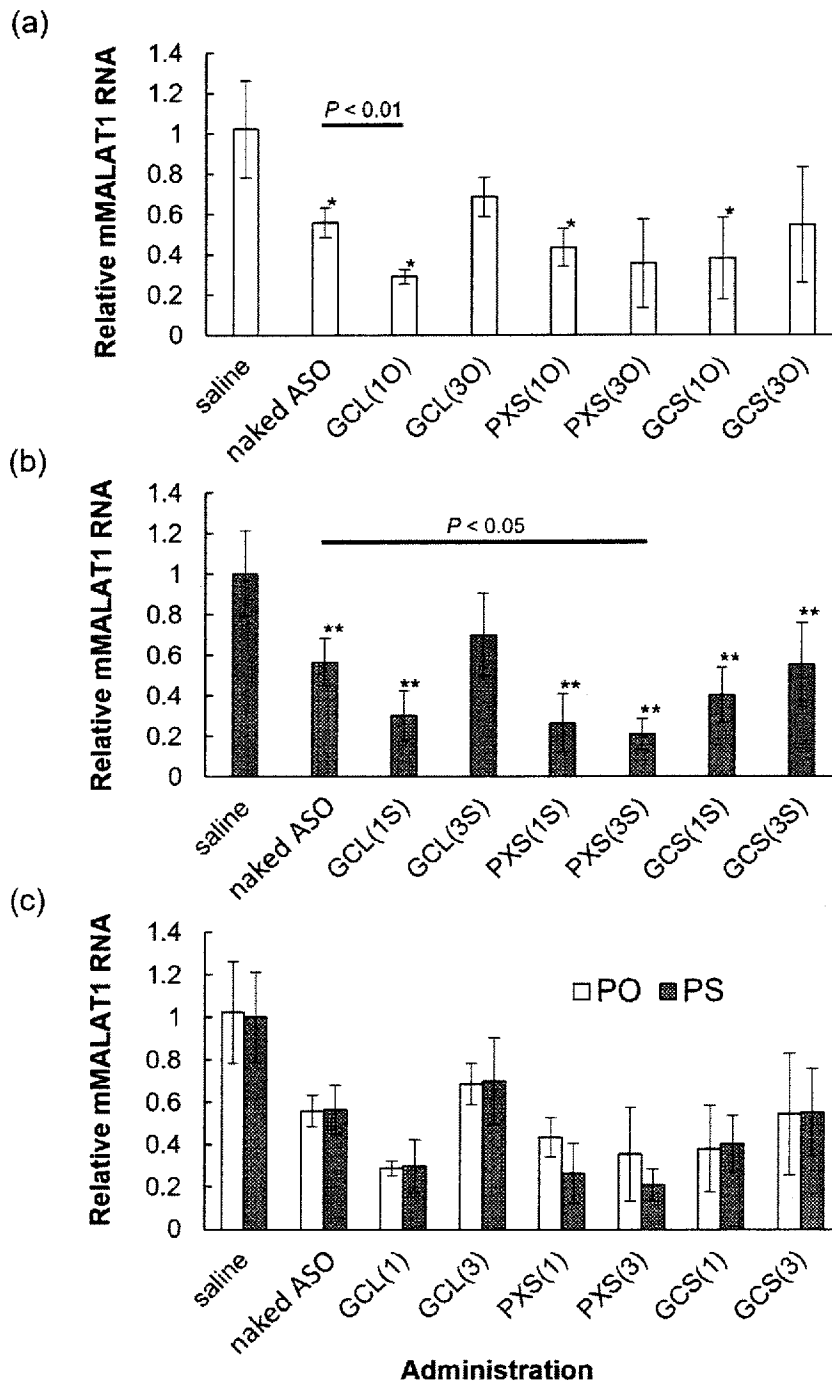 (a)
Relative mMALAT1 RNA
1.4
1.2
1
0.8
0.6
0.4
0.2
0
P < 0.01
*
*
*
*
saline
naked ASO
GCL(1O)
GCL(3O)
PXS(1O)
PXS(3O)
GCS(1O)
GCS(3O)
(b)
Relative mMALAT1 RNA
1.4
1.2
1
0.8
0.6
0.4
0.2
0
P < 0.05
**
**
**
**
**
**
saline
naked ASO
GCL(1S)
GCL(3S)
PXS(1S)
PXS(3S)
GCS(1S)
GCS(3S)
(c)
Relative mMALAT1 RNA
1.4
1.2
1
0.8
0.6
0.4
0.2
0
PO PS
saline
naked ASO
GCL(1)
GCL(3)
PXS(1)
PXS(3)
GCS(1)
GCS(3)
Administration